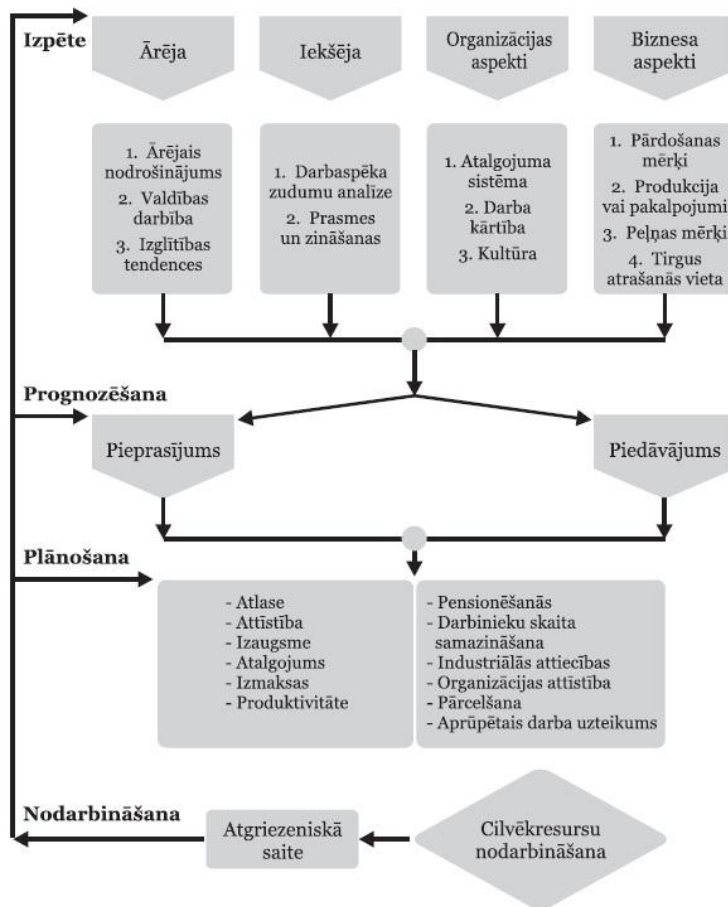 Izpēte
Ārēja
Iekšēja
Organizācijas
aspekti
Biznesa
aspekti
1. Ārējais
nodrošinājums
2. Valdības
darbība
3. Izglītības
tendences
1. Darbaspēka
zudumu analīze
2. Prasmes
un zināšanas
1. Atalgojuma
sistēma
2. Darba
kārtība
3. Kultūra
1. Pārdošanas
mērķi
2. Produkcija
vai pakalpojumi
3. Peļņas mērķi
4. Tirgus
atrašanās vieta
Prognozēšana
Pieprasījums
Piedāvājums
Plānošana
- Atlase
- Attīstība
- Izaugsme
- Atalgojums
- Izmaksas
- Produktivitāte
- Pensionēšanās
- Darbinieku skaita
samazināšana
- Industriālās attiecības
- Organizācijas attīstība
- Pārcelšana
- Aprūpētais darba uzteikums
Nodarbināšana
Atgriezeniskā
saite
Cilvēkresursu
nodarbināšana